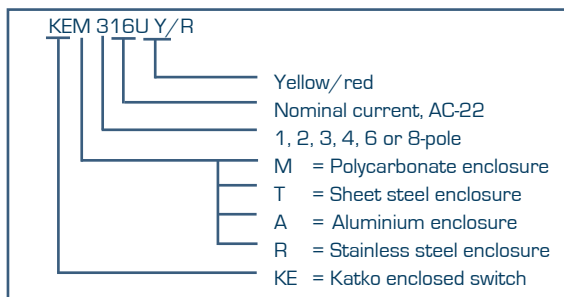 KEM 316U Y/R
Yellow/red
Nominal current, AC-22
1, 2, 3, 4, 6 or 8-pole
M = Polycarbonate enclosure
T = Sheet steel enclosure
A = Aluminium enclosure
R = Stainless steel enclosure
KE = Katko enclosed switch